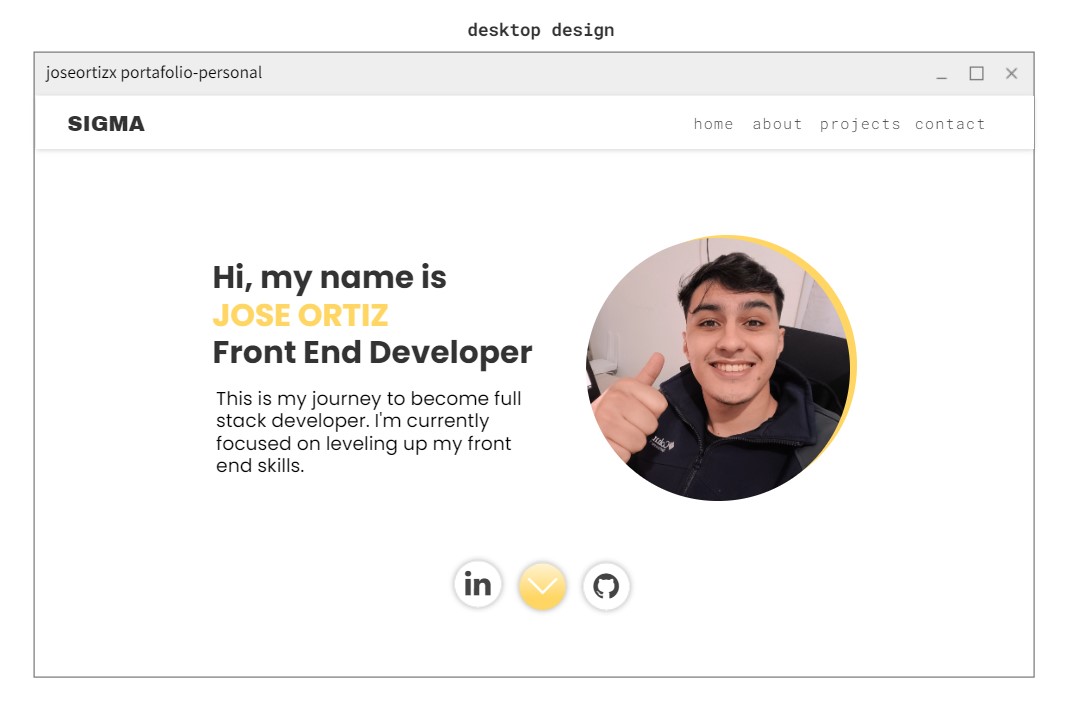 desktop design
joseortizx portafolio-personal
SIGMA
home about projects contact
Hi, my name is
JOSE ORTIZ
Front End Developer
This is my journey to become full
stack developer. I'm currently
focused on leveling up my front
end skills.
in